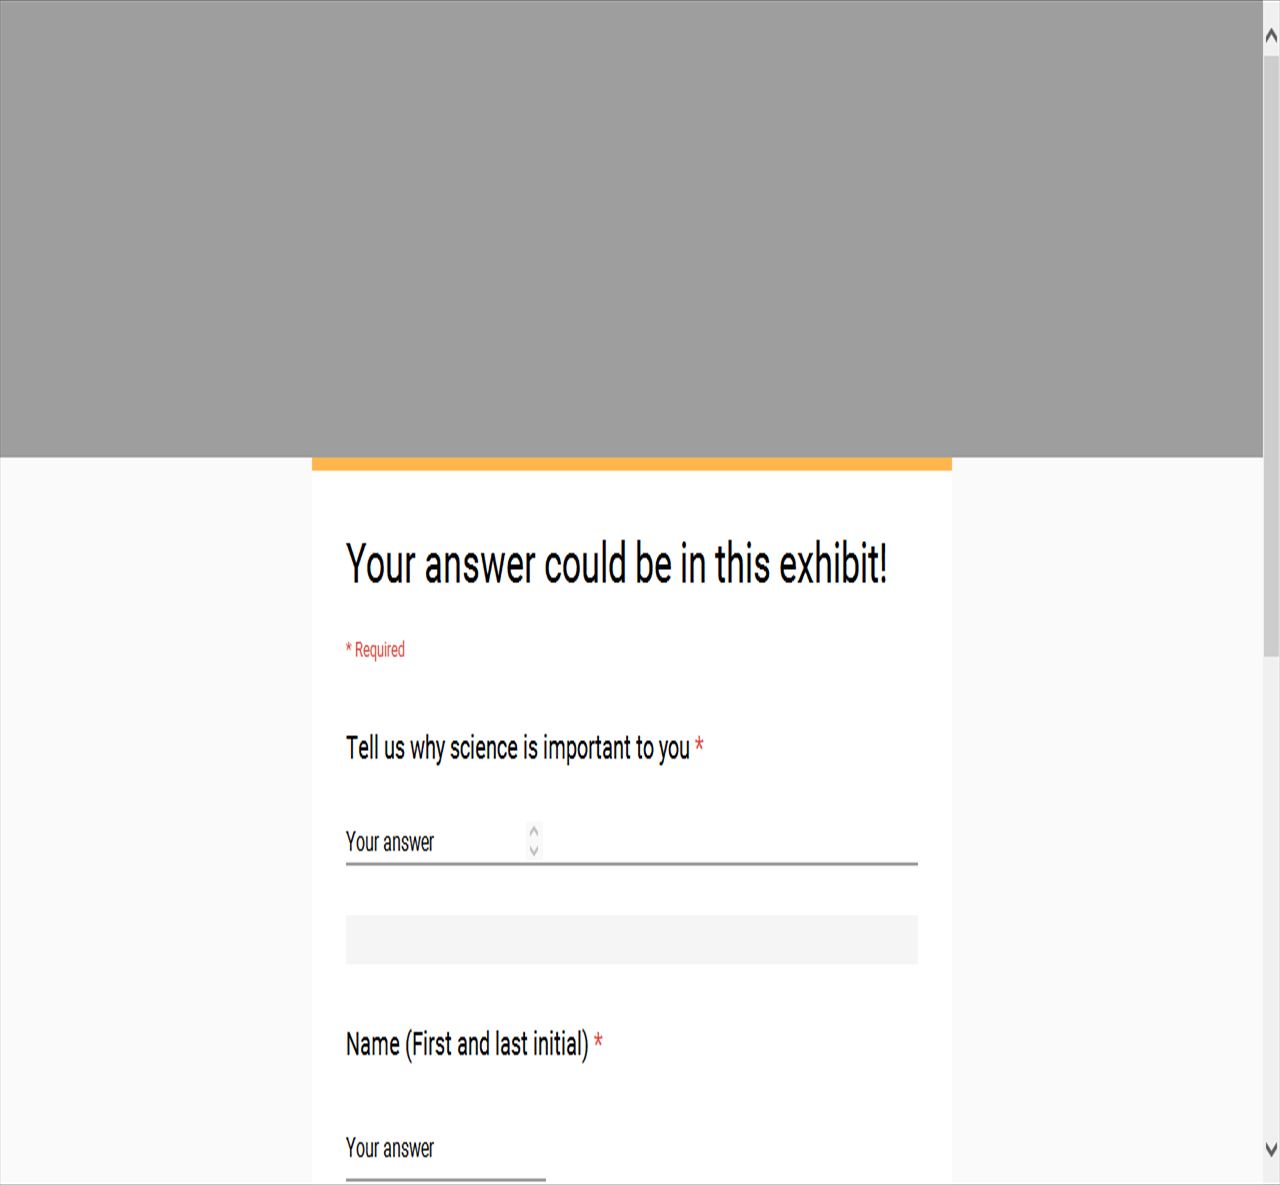 Your answer could be in this exhibit!
* Required
Tell us why science is important to you *
Your answer
Name (First and last initial) *
Your answer